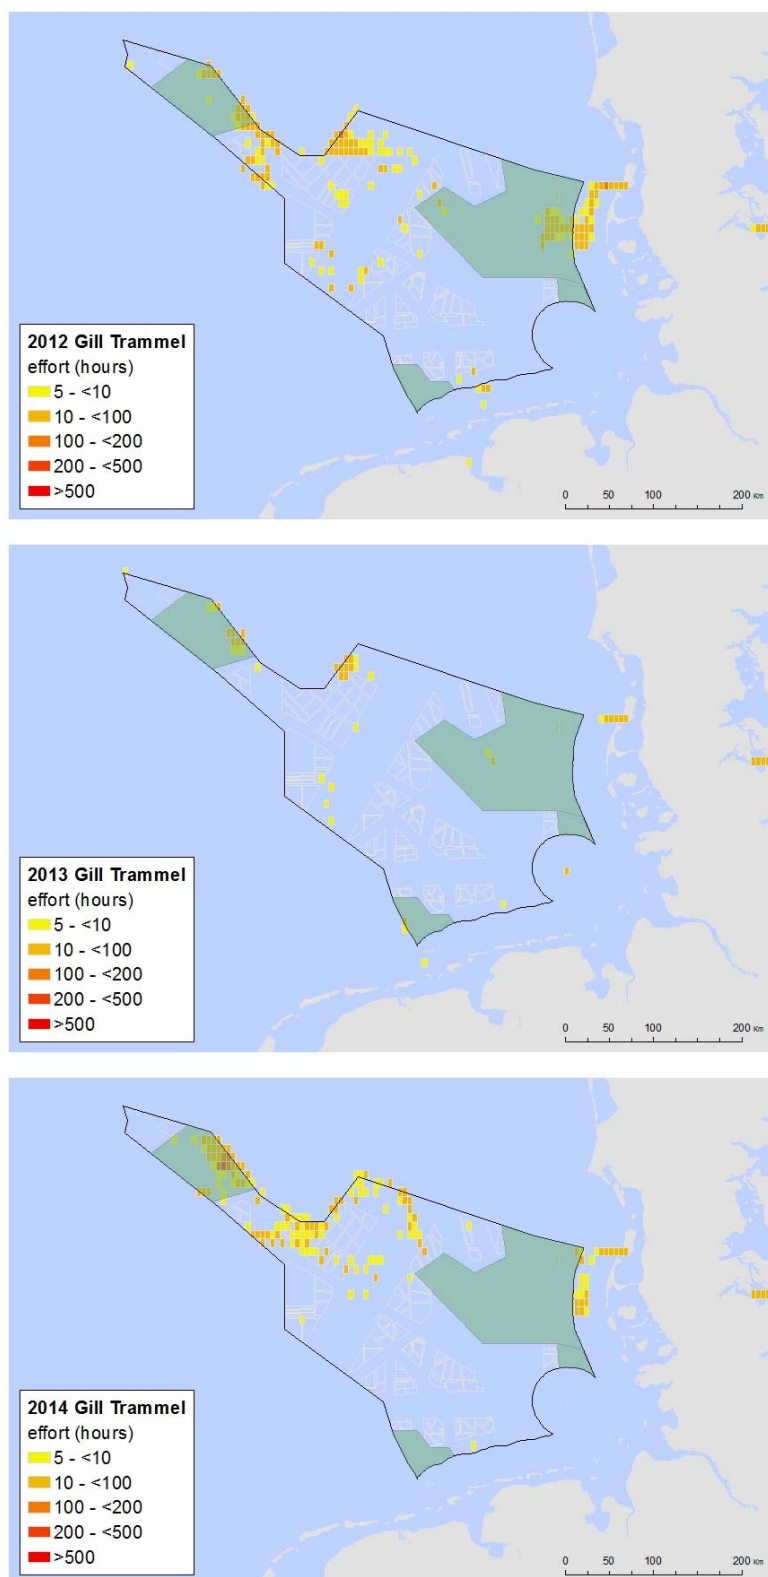 2012 Gill Trammel
effort (hours)
5 - <10
10 - <100
100 - <200
200 - <500
>500
0 50 100 200 Km
2013 Gill Trammel
effort (hours)
5 - <10
10 - <100
100 - <200
200 - <500
>500
0 50 100 200 Km
2014 Gill Trammel
effort (hours)
5 - <10
10 - <100
100 - <200
200 - <500
>500
0 50 100 200 Km